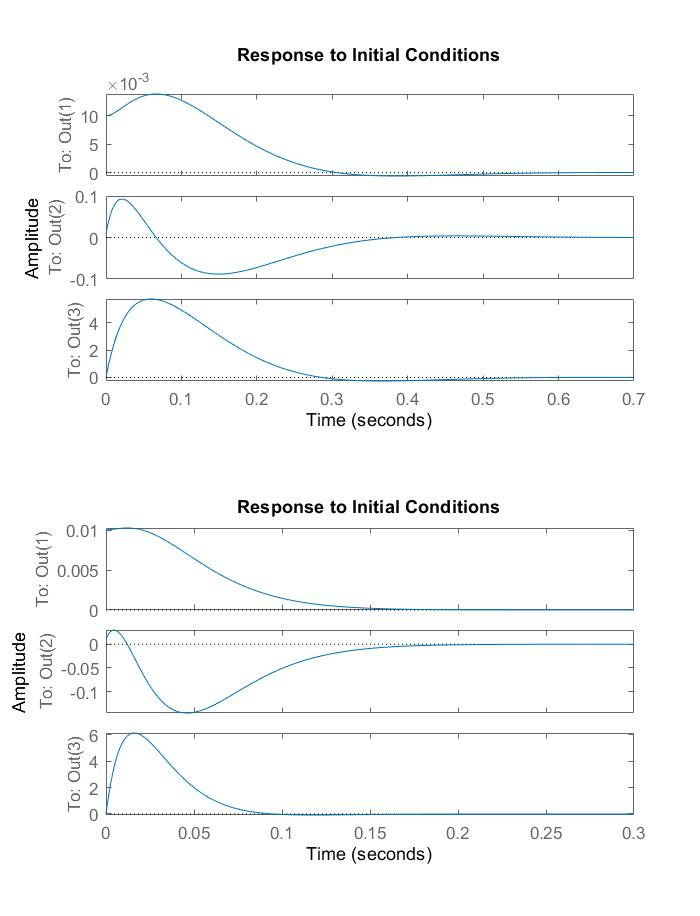 Response to Initial Conditions
×10⁻³
To: Out(1)
10
5
0
Amplitude
To: Out(2)
0.1
0
-0.1
To: Out(3)
4
2
0
0 0.1 0.2 0.3 0.4 0.5 0.6 0.7
Time (seconds)
Response to Initial Conditions
To: Out(1)
0.01
0.005
0
Amplitude
To: Out(2)
0
-0.05
-0.1
To: Out(3)
6
4
2
0
0 0.05 0.1 0.15 0.2 0.25 0.3
Time (seconds)